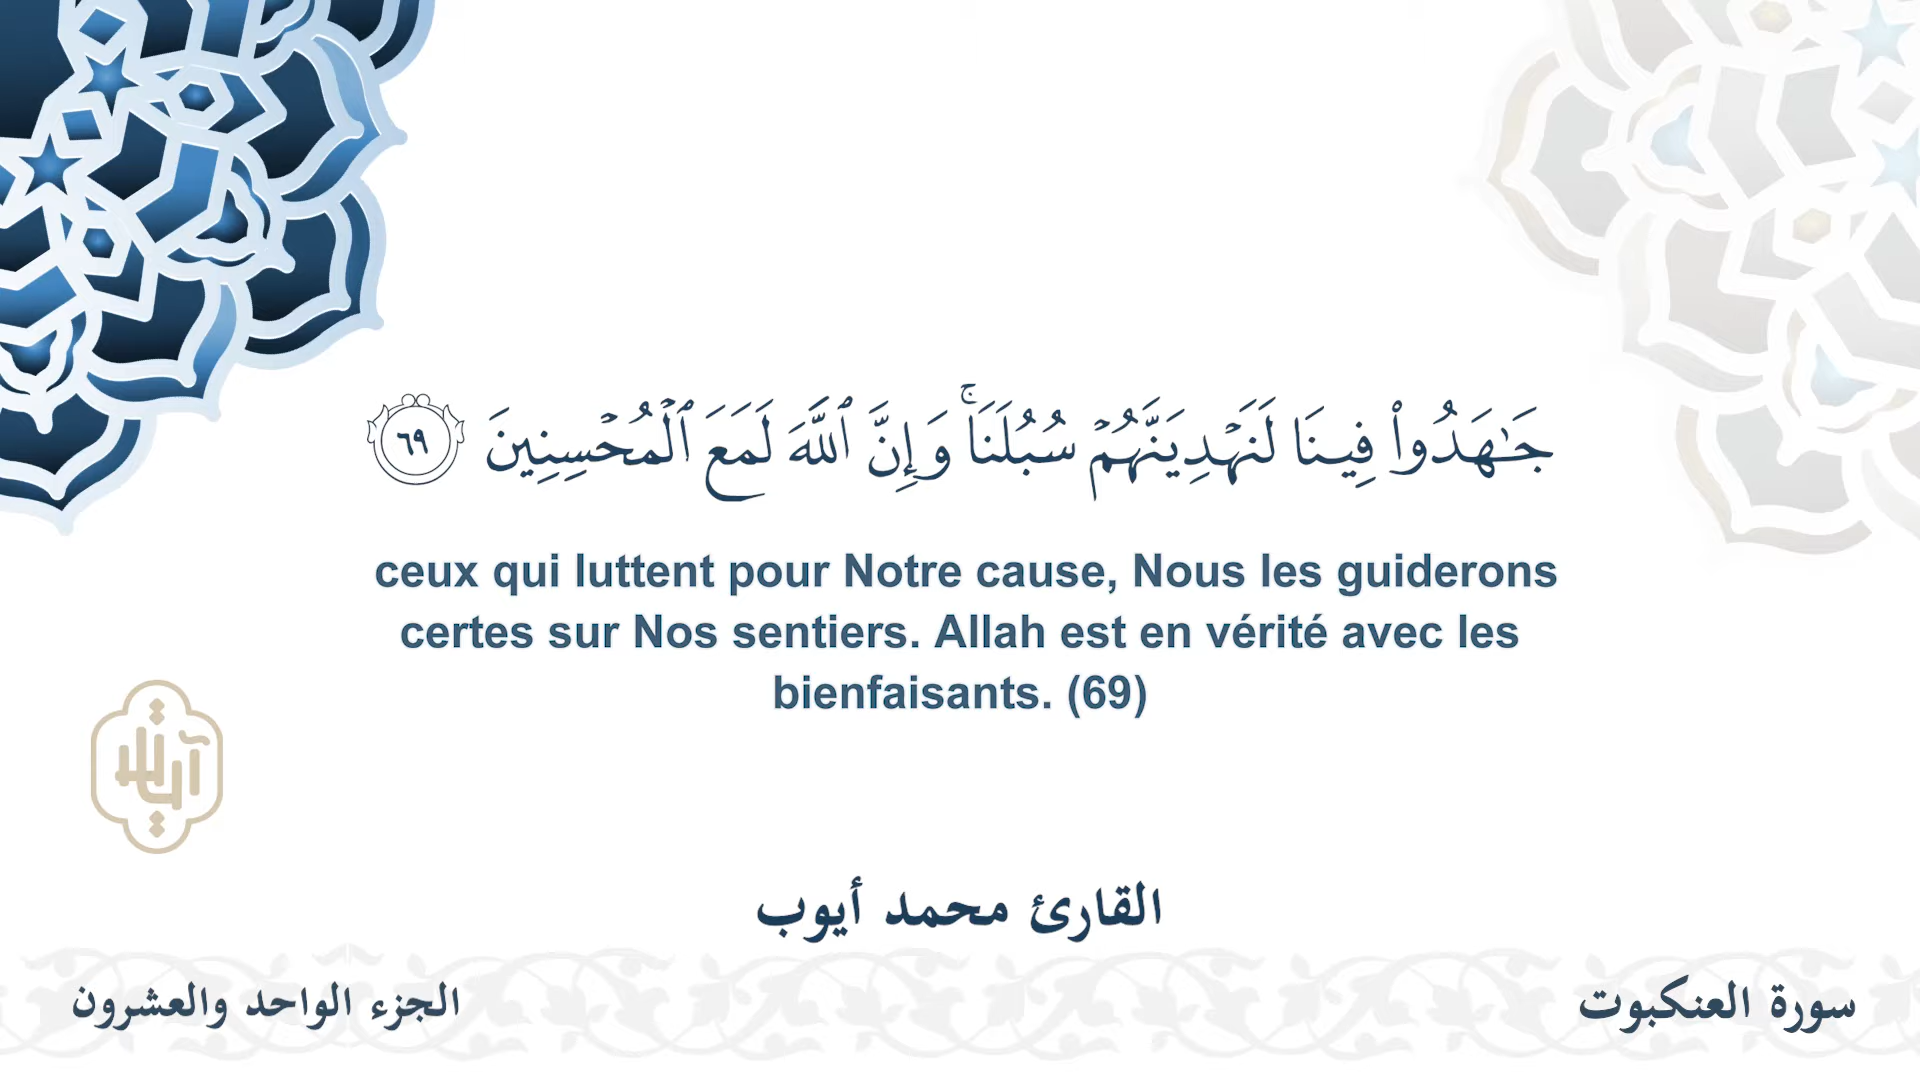 جَـٰهَدُوا۟ فِينَا لَنَهْدِيَنَّهُمْ سُبُلَنَا ۚ وَإِنَّ ٱللَّهَ لَمَعَ ٱلْمُحْسِنِينَ ٦٩
ceux qui luttent pour Notre cause, Nous les guiderons
certes sur Nos sentiers. Allah est en vérité avec les
bienfaisants. (69)
آيات
القارئ محمد أيوب
سورة العنكبوت
الجزء الواحد والعشرون